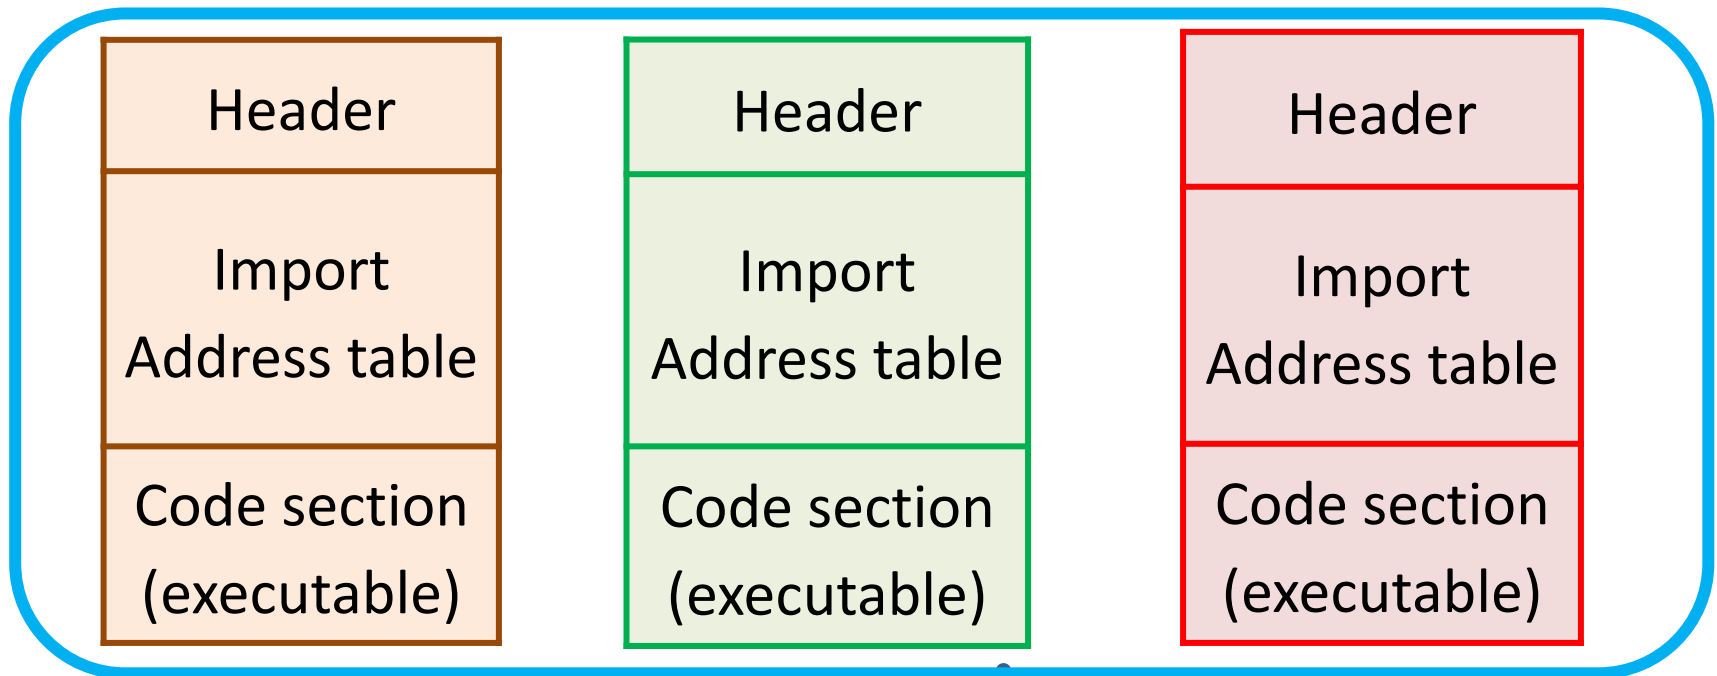 Header
Import
Address table
Code section
(executable)
Header
Import
Address table
Code section
(executable)
Header
Import
Address table
Code section
(executable)